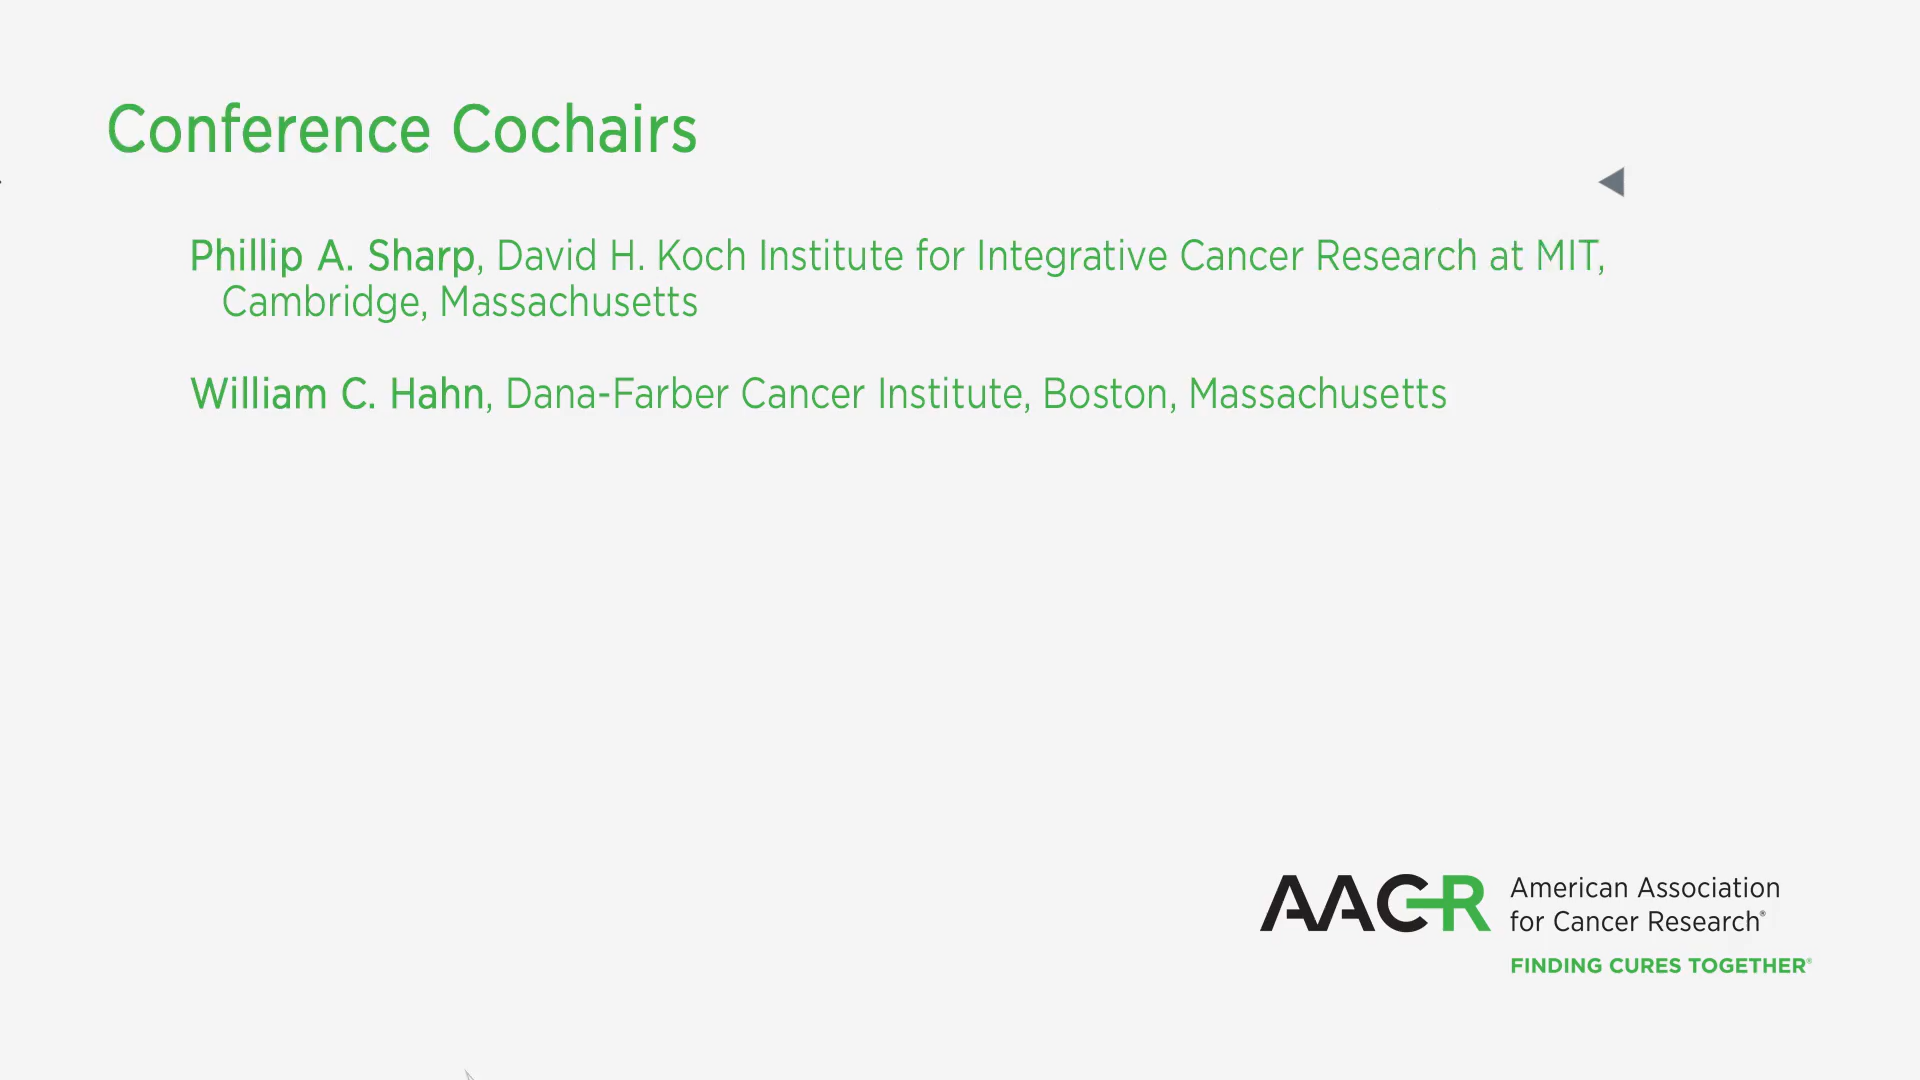 Conference Cochairs
Phillip A. Sharp, David H. Koch Institute for Integrative Cancer Research at MIT,
Cambridge, Massachusetts
William C. Hahn, Dana-Farber Cancer Institute, Boston, Massachusetts
AACR American Association
for Cancer Research®
FINDING CURES TOGETHER®